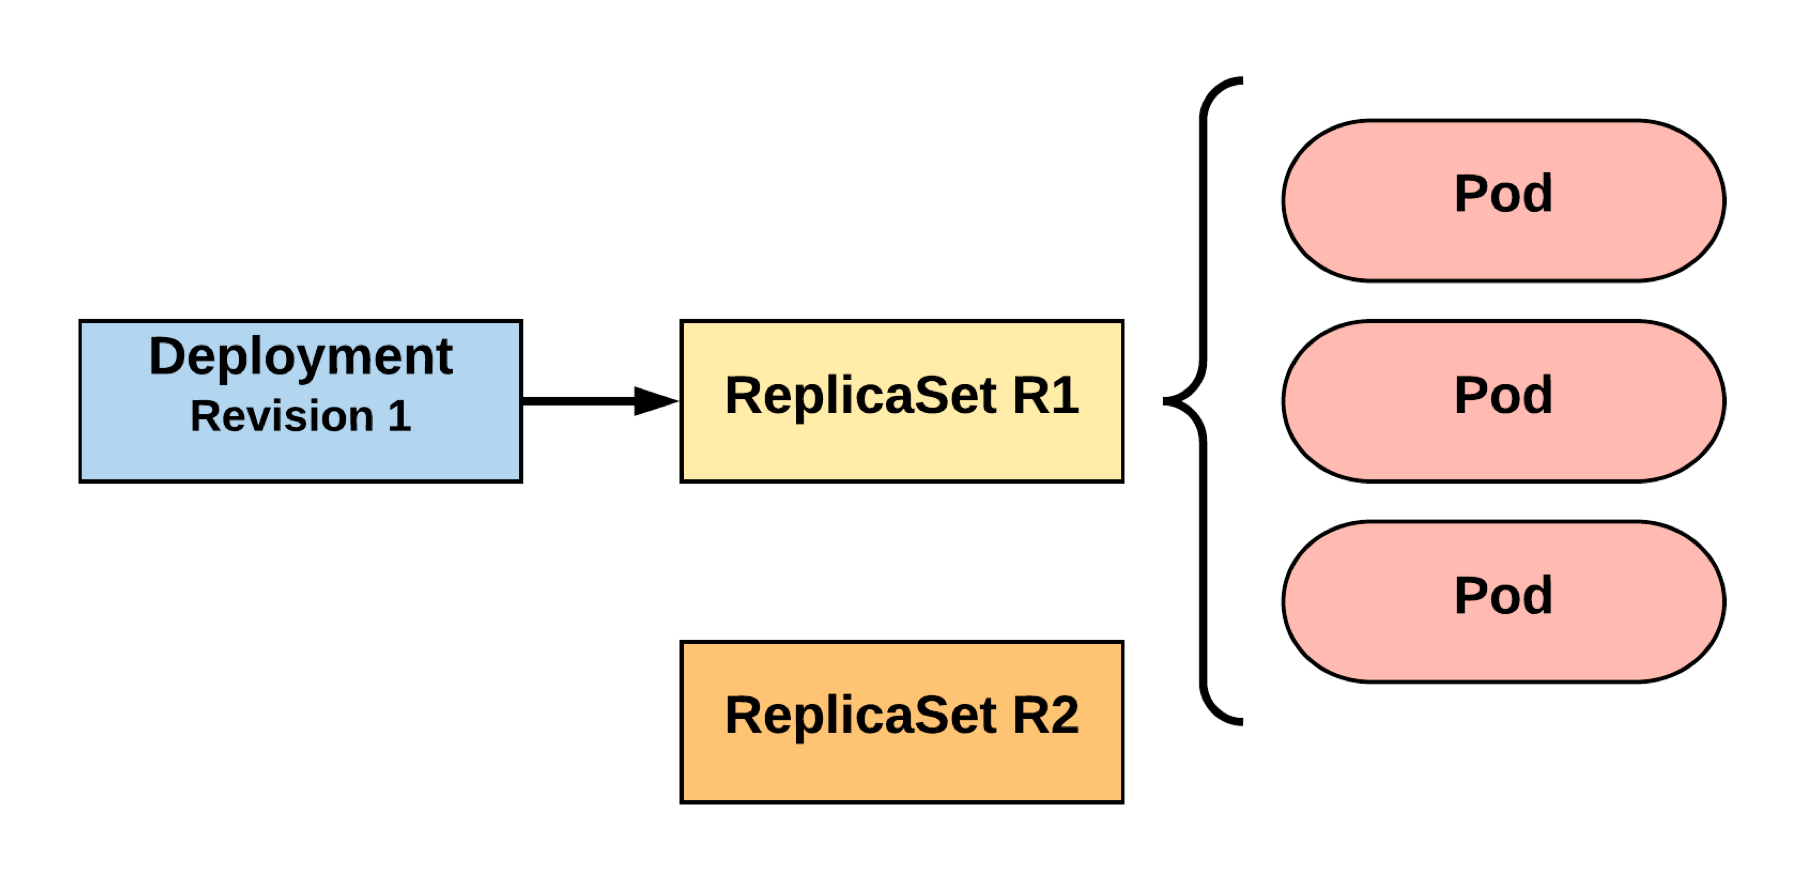 Deployment
Revision 1
ReplicaSet R1
ReplicaSet R2
Pod
Pod
Pod